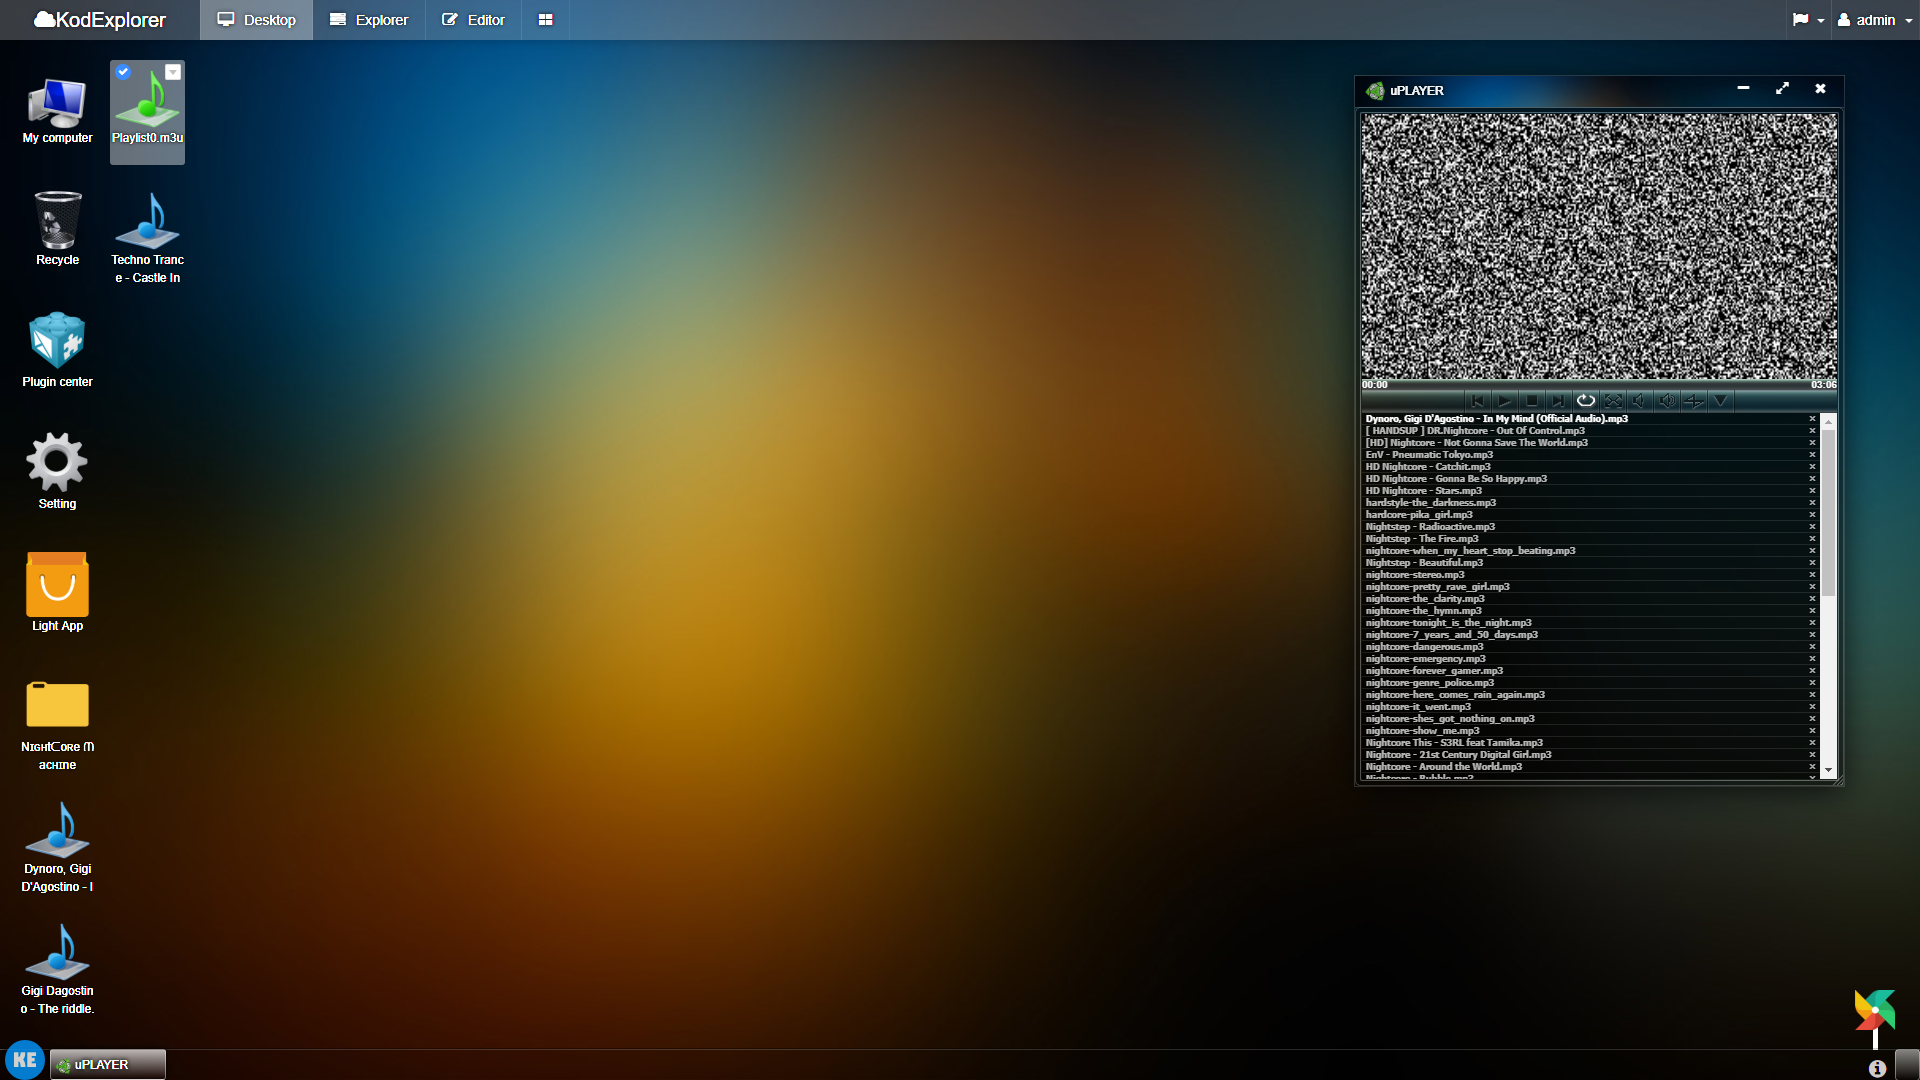 KodExplorer
Desktop
Explorer
Editor
admin
My computer
Playlist0.m3u
Recycle
Techno Tranc
e - Castle In
Plugin center
Setting
Light App
NɪɢʜtCᴏʀᴇ M
ᴀcʜɪɴᴇ
Dynoro, Gigi
D'Agostino - I
Gigi Dagostin
o - The riddle.
uPLAYER
00:00
03:06
Dynoro, Gigi D'Agostino - In My Mind (Official Audio).mp3
[ HANDSUP ] DR.Nightcore - Out Of Control.mp3
[HD] Nightcore - Not Gonna Save The World.mp3
EnV - Pneumatic Tokyo.mp3
HD Nightcore - Catchit.mp3
HD Nightcore - Gonna Be So Happy.mp3
HD Nightcore - Stars.mp3
hardstyle-the_darkness.mp3
hardcore-pika_girl.mp3
Nightstep - Radioactive.mp3
Nightstep - The Fire.mp3
nightcore-when_my_heart_stop_beating.mp3
Nightstep - Beautiful.mp3
nightcore-stereo.mp3
nightcore-pretty_rave_girl.mp3
nightcore-the_clarity.mp3
nightcore-the_hymn.mp3
nightcore-tonight_is_the_night.mp3
nightcore-7_years_and_50_days.mp3
nightcore-dangerous.mp3
nightcore-emergency.mp3
nightcore-forever_gamer.mp3
nightcore-genre_police.mp3
nightcore-here_comes_rain_again.mp3
nightcore-it_went.mp3
nightcore-shes_got_nothing_on.mp3
nightcore-show_me.mp3
Nightcore This - S3RL feat Tamika.mp3
Nightcore - 21st Century Digital Girl.mp3
Nightcore - Around the World.mp3
Nightcore - Bubble.mp3
KE
uPLAYER